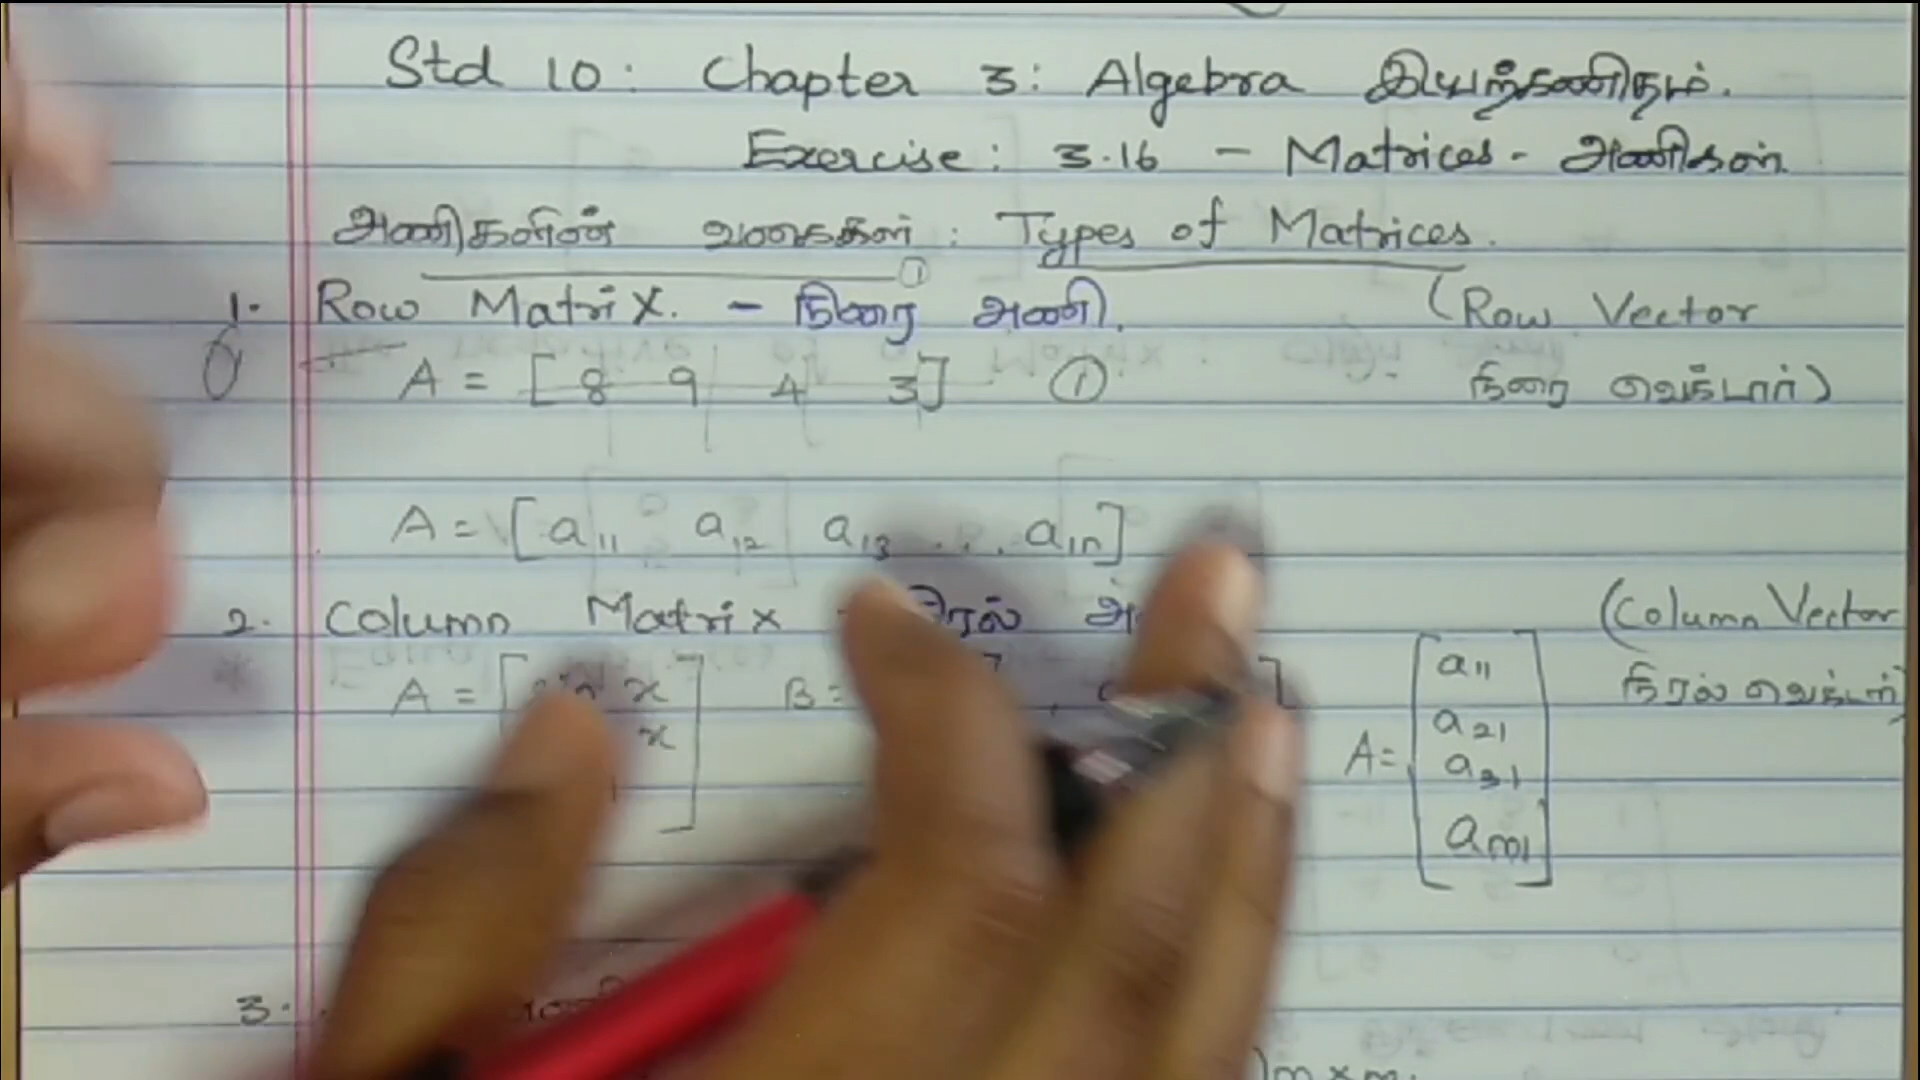 Std 10: Chapter 3: Algebra இயற்கணிதம்.
Exercise: 3.16 - Matrices - அணிகள்.
அணிகளின் வகைகள்: Types of Matrices.
1. Row Matrix. - நிரை அணி. (Row Vector
நிரை வெக்டார்)
A = [8 9 4 3] ①
A = [a11 a12 a13 ... a1n]
2. Column Matrix (Column Vector
நிரல் வெக்டர்)
A = x x B =
A = [a11 a21 a31 am1]
3.
m×m.